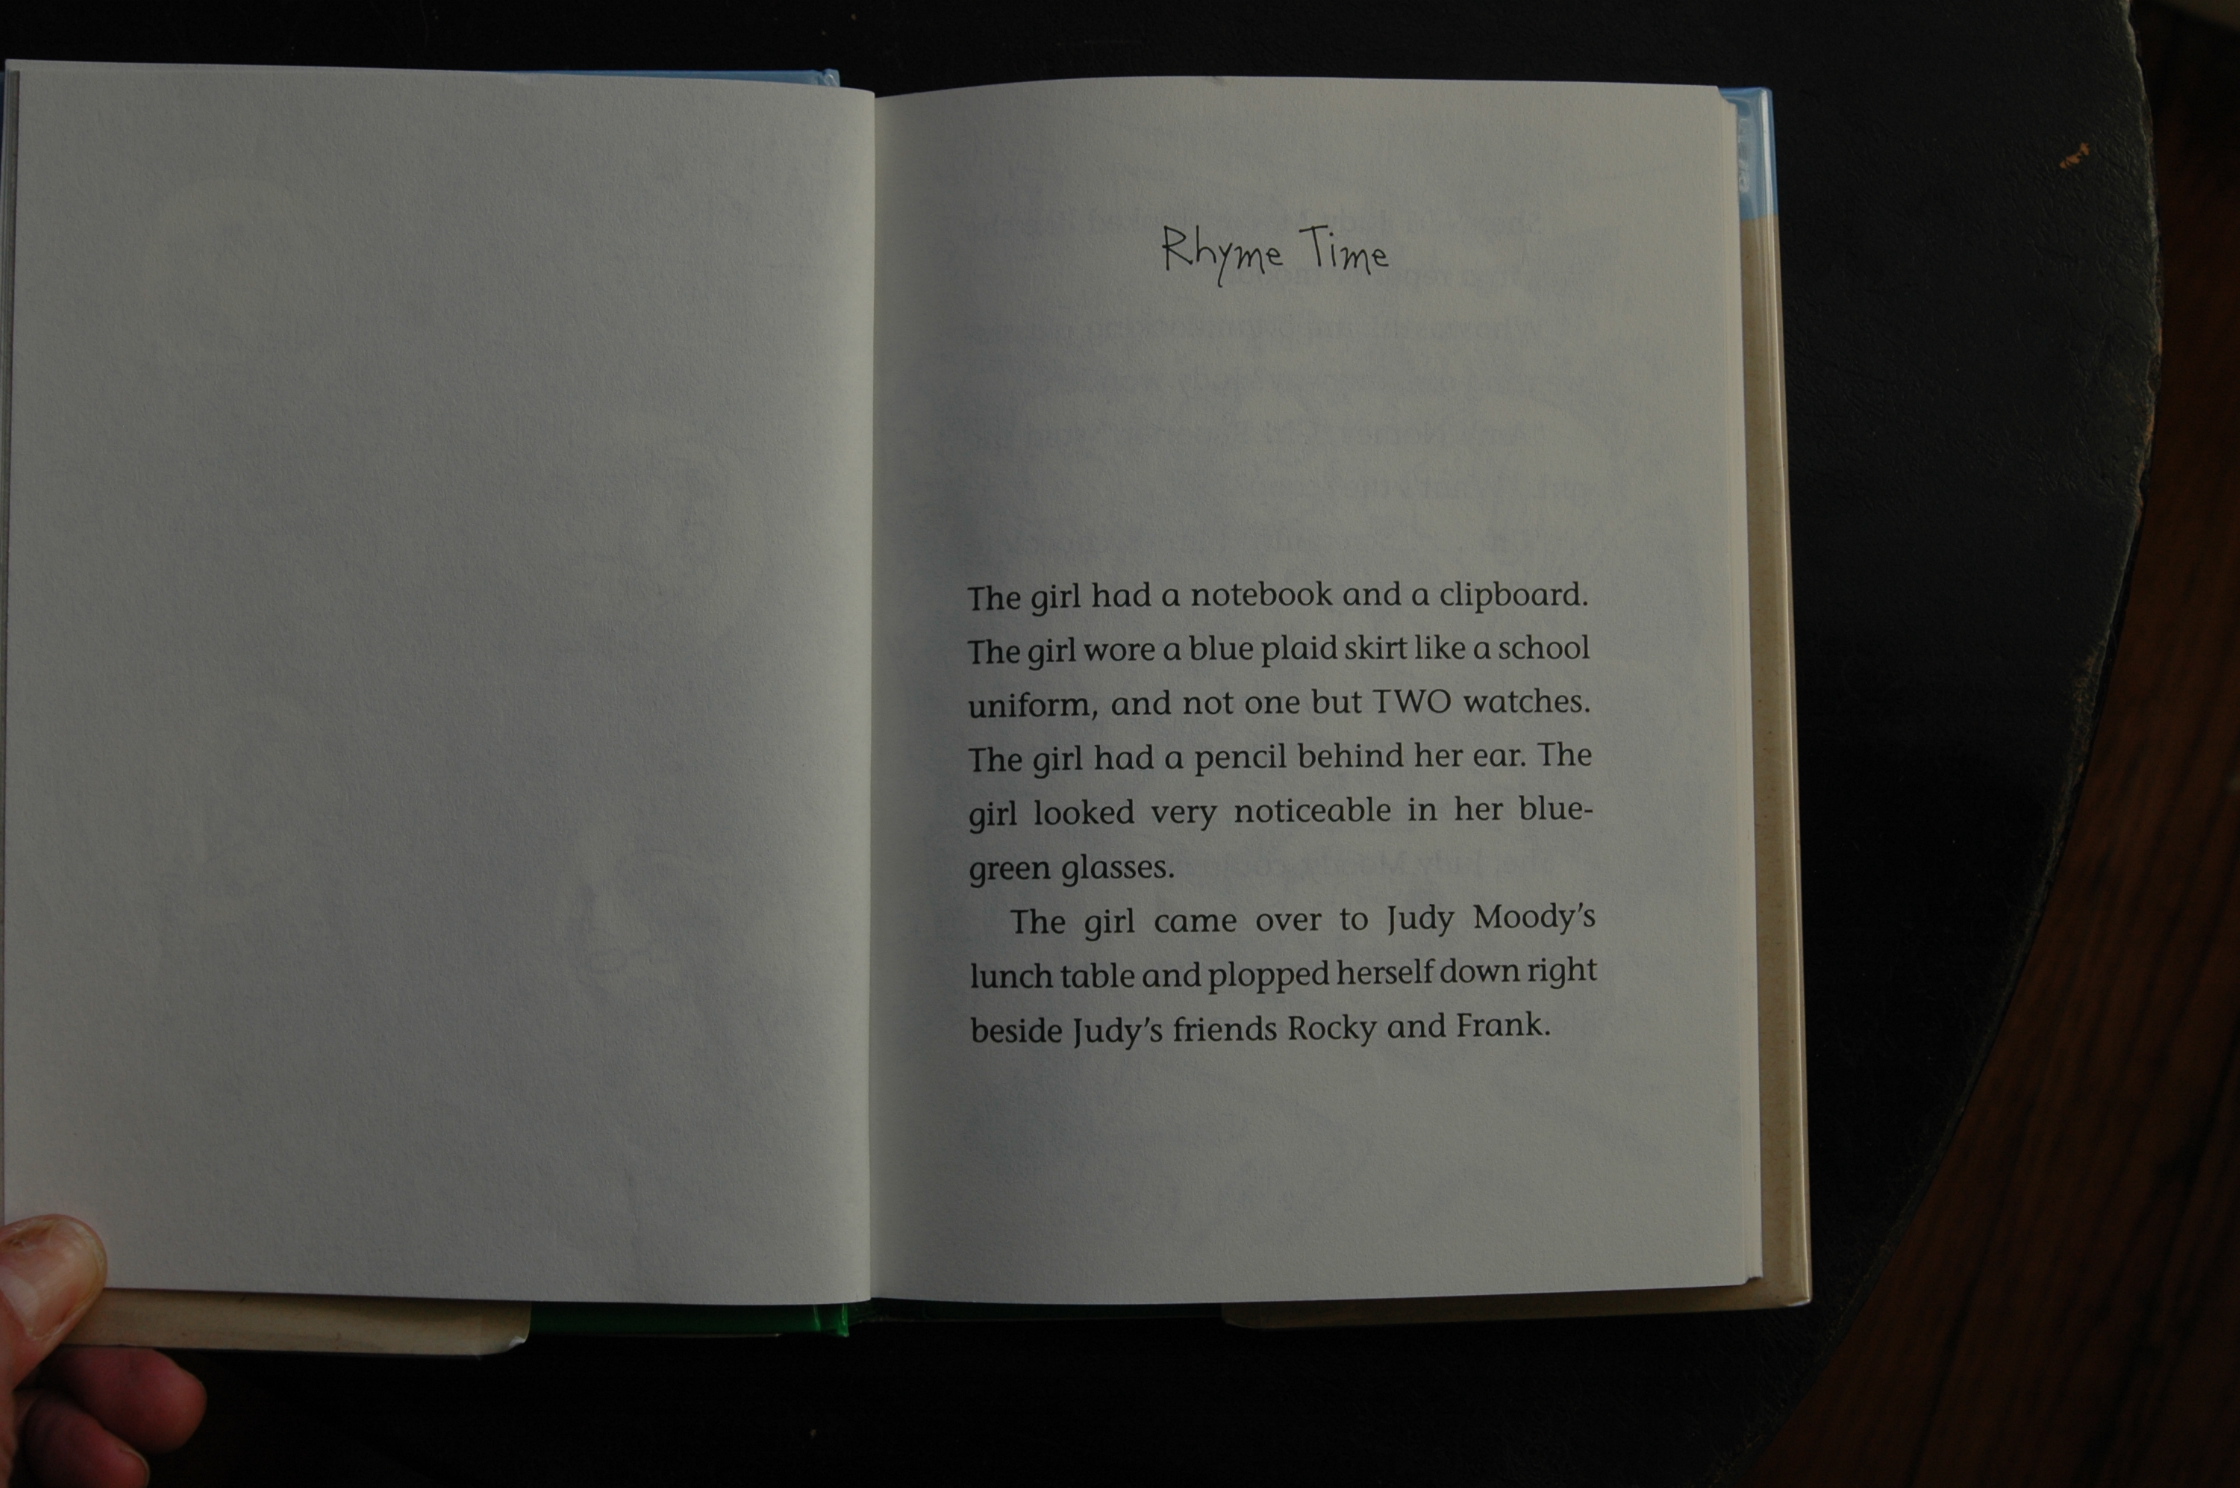 Rhyme Time
The girl had a notebook and a clipboard.
The girl wore a blue plaid skirt like a school
uniform, and not one but TWO watches.
The girl had a pencil behind her ear. The
girl looked very noticeable in her blue-
green glasses.
The girl came over to Judy Moody's
lunch table and plopped herself down right
beside Judy's friends Rocky and Frank.